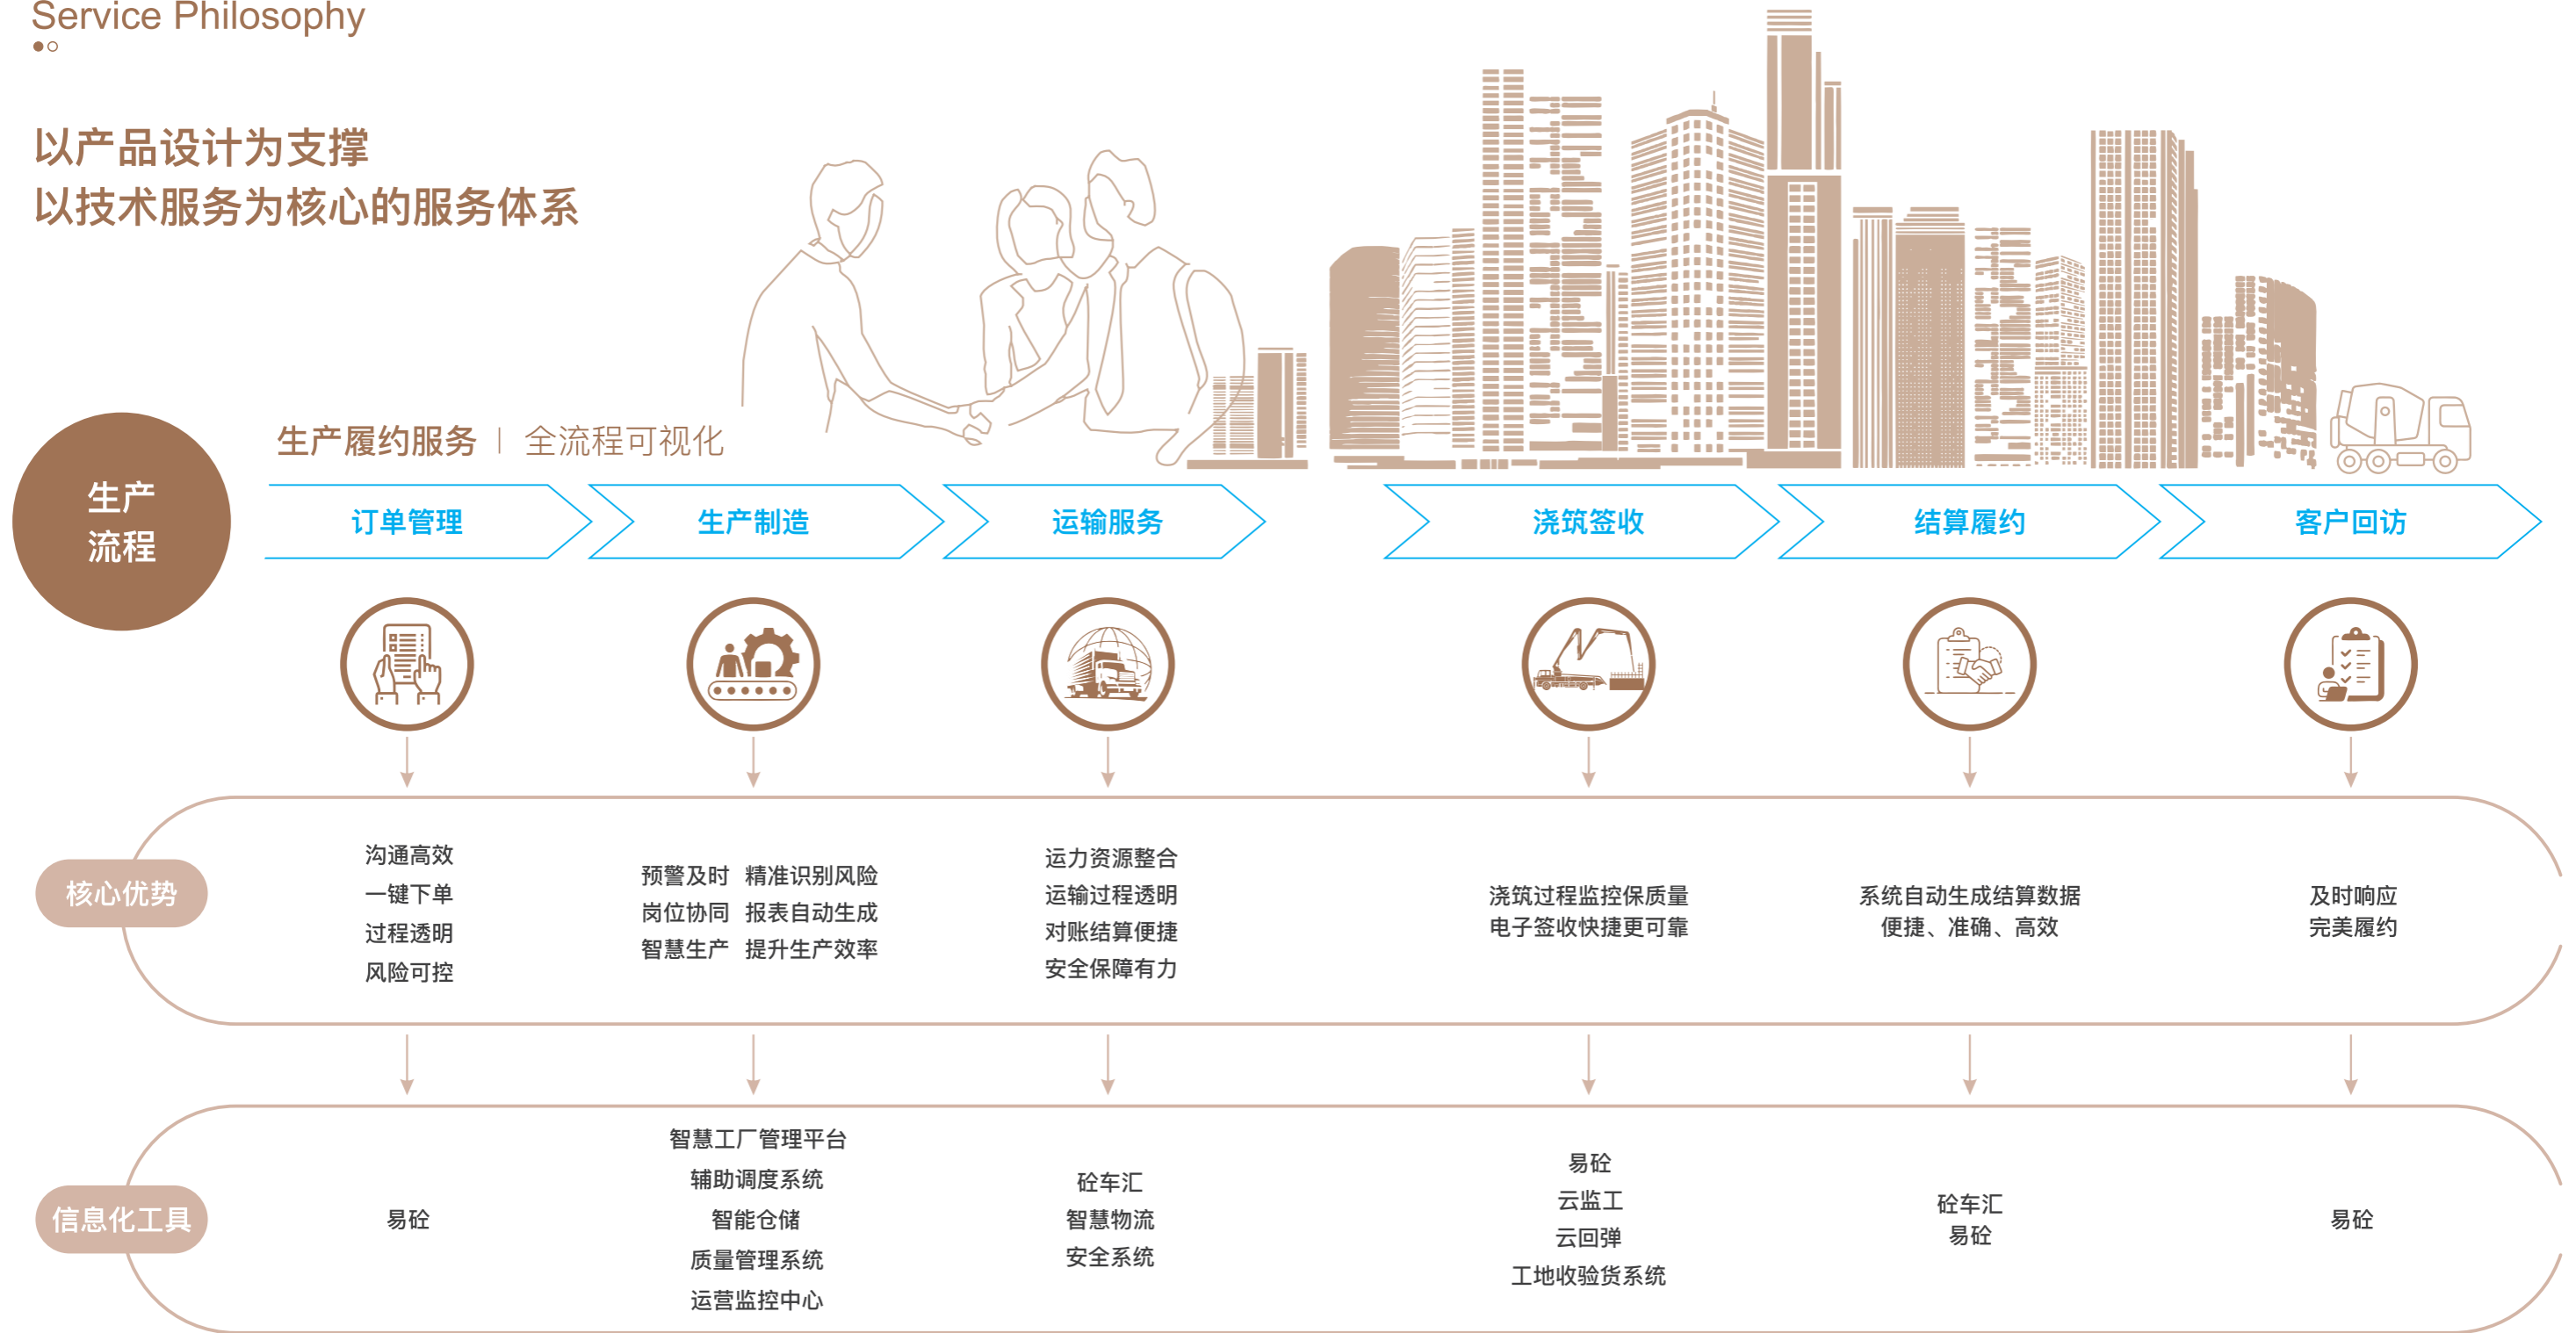 Service Philosophy
以产品设计为支撑
以技术服务为核心的服务体系
生产履约服务 | 全流程可视化
生产
流程
订单管理
生产制造
运输服务
浇筑签收
结算履约
客户回访
核心优势
沟通高效
一键下单
过程透明
风险可控
预警及时 精准识别风险
岗位协同 报表自动生成
智慧生产 提升生产效率
运力资源整合
运输过程透明
对账结算便捷
安全保障有力
浇筑过程监控保质量
电子签收快捷更可靠
系统自动生成结算数据
便捷、准确、高效
及时响应
完美履约
信息化工具
易砼
智慧工厂管理平台
辅助调度系统
智能仓储
质量管理系统
运营监控中心
砼车汇
智慧物流
安全系统
易砼
云监工
云回弹
工地收验货系统
砼车汇
易砼
易砼